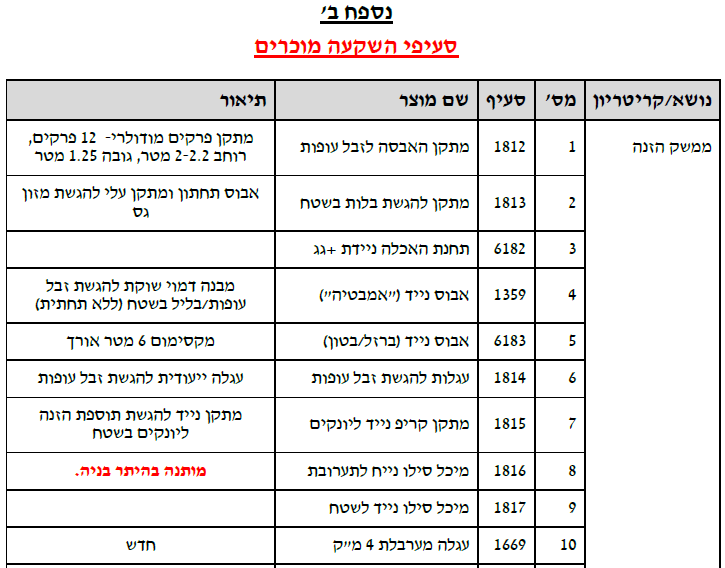 נספח ב'
סעיפי השקעה מוכרים
נושא/קריטריון מס' סעיף שם מוצר תיאור
ממשק הזנה 1 1812 מתקן האבסה לזבל עופות מתקן פרקים מודולרי- 12 פרקים,
רוחב 2-2.2 מטר, גובה 1.25 מטר
2 1813 מתקן להגשת בלות בשטח אבוס תחתון ומתקן עלי להגשת מזון
גס
3 6182 תחנת האכלה ניידת +גג
4 1359 אבוס נייד ("אמבטיה") מבנה דמוי שוקת להגשת זבל
עופות/בליל בשטח (ללא תחתית)
5 6183 אבוס נייד (ברזל/בטון) מקסימום 6 מטר אורך
6 1814 עגלות להגשת זבל עופות עגלה ייעודית להגשת זבל עופות
7 1815 מתקן קריפ נייד ליונקים מתקן נייד להגשת תוספת הזנה
ליונקים בשטח
8 1816 מיכל סילו נייח לתערובת מותנה בהיתר בניה.
9 1817 מיכל סילו נייד לשטח
10 1669 עגלה מערבלת 4 מ"ק חדש